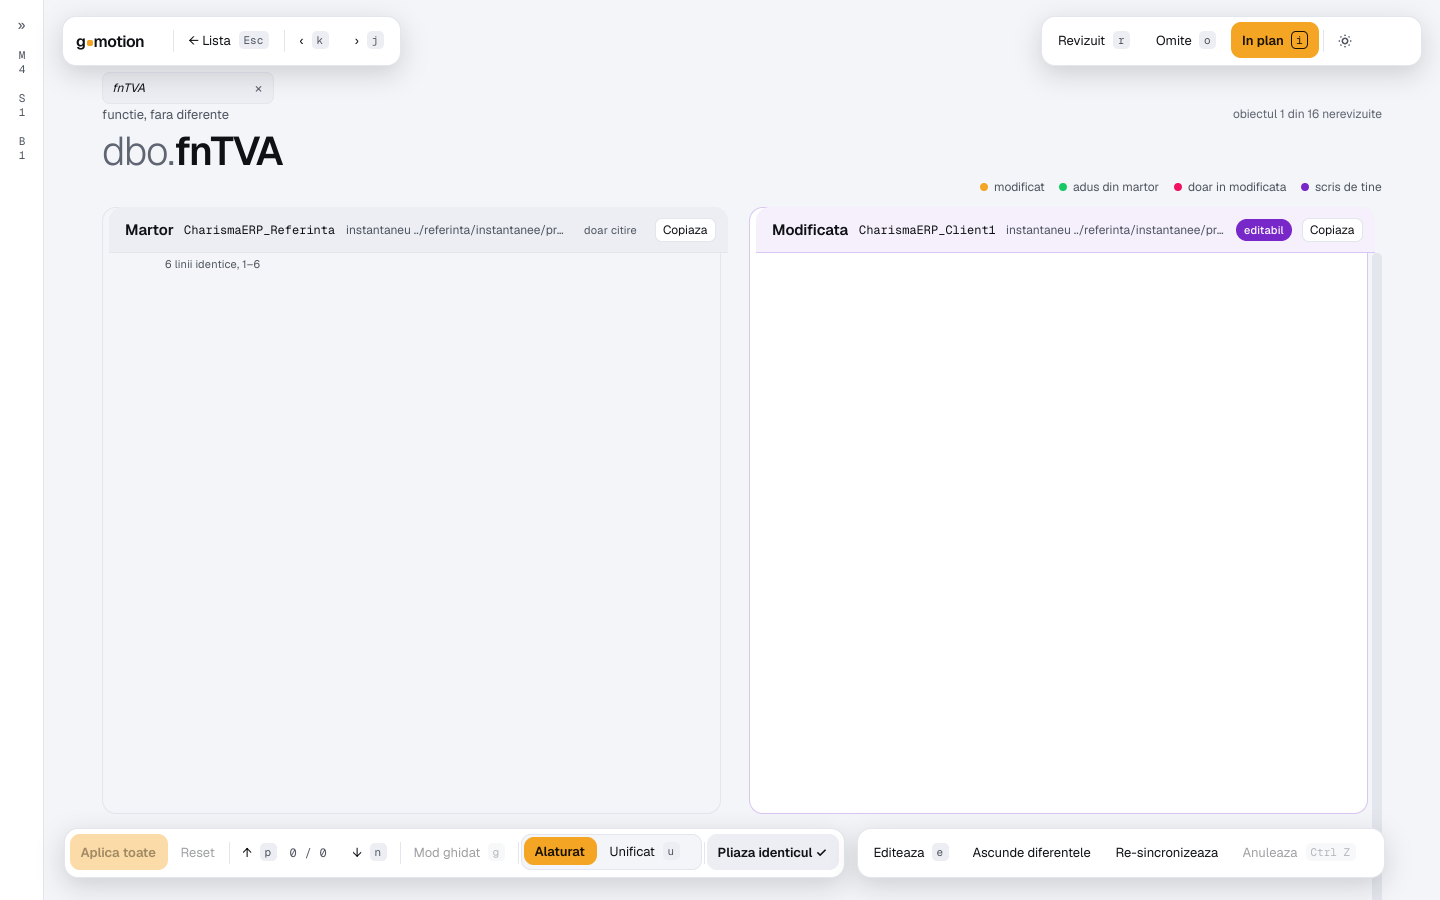 »
M
4
S
1
B
1
gomotion
← Lista Esc
‹ k
› j
Revizuit r
Omite o
In plan i
fnTVA ×
functie, fara diferente
obiectul 1 din 16 nerevizuite
dbo.fnTVA
modificat
adus din martor
doar in modificata
scris de tine
Martor CharismaERP_Referinta instantaneu ../referinta/instantanee/pr... doar citire Copiaza
Modificata CharismaERP_Client1 instantaneu ../referinta/instantanee/pr... editabil Copiaza
6 linii identice, 1–6
Aplica toate Reset ↑ p 0 / 0 ↓ n Mod ghidat g Alaturat Unificat u Pliaza identicul ✓
Editeaza e Ascunde diferentele Re-sincronizeaza Anuleaza Ctrl Z